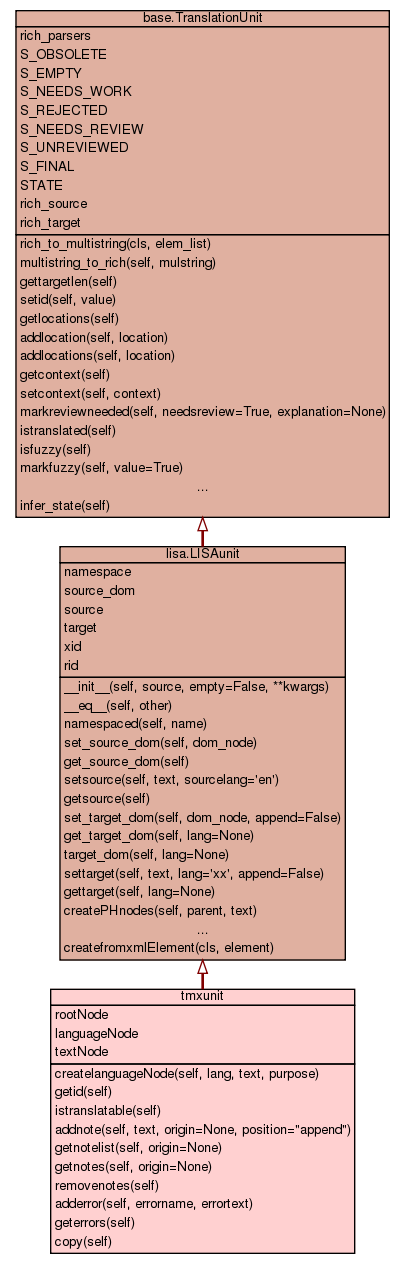 base.TranslationUnit
rich_parsers
S_OBSOLETE
S_EMPTY
S_NEEDS_WORK
S_REJECTED
S_NEEDS_REVIEW
S_UNREVIEWED
S_FINAL
STATE
rich_source
rich_target
rich_to_multistring(cls, elem_list)
multistring_to_rich(self, mulstring)
gettargetlen(self)
setid(self, value)
getlocations(self)
addlocation(self, location)
addlocations(self, location)
getcontext(self)
setcontext(self, context)
markreviewneeded(self, needsreview=True, explanation=None)
istranslated(self)
isfuzzy(self)
markfuzzy(self, value=True)
...
infer_state(self)
lisa.LISAunit
namespace
source_dom
source
target
xid
rid
__init__(self, source, empty=False, **kwargs)
__eq__(self, other)
namespaced(self, name)
set_source_dom(self, dom_node)
get_source_dom(self)
setsource(self, text, sourcelang='en')
getsource(self)
set_target_dom(self, dom_node, append=False)
get_target_dom(self, lang=None)
target_dom(self, lang=None)
settarget(self, text, lang='xx', append=False)
gettarget(self, lang=None)
createPHnodes(self, parent, text)
...
createfromxmlElement(cls, element)
tmxunit
rootNode
languageNode
textNode
createlanguageNode(self, lang, text, purpose)
getid(self)
istranslatable(self)
addnote(self, text, origin=None, position="append")
getnotelist(self, origin=None)
getnotes(self, origin=None)
removenotes(self)
adderror(self, errorname, errortext)
geterrors(self)
copy(self)